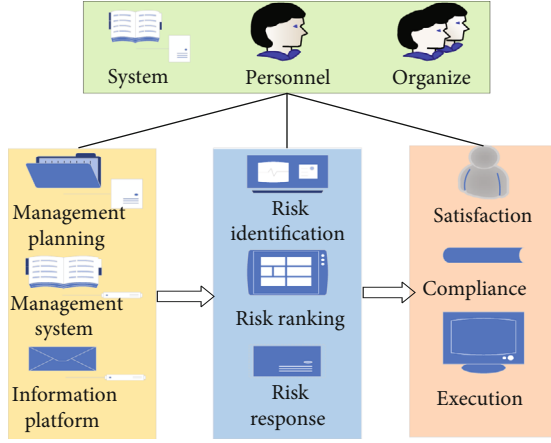 System
Personnel
Organize
Management
planning
Management
system
Information
platform
Risk
identification
Risk ranking
Risk
response
Satisfaction
Compliance
Execution